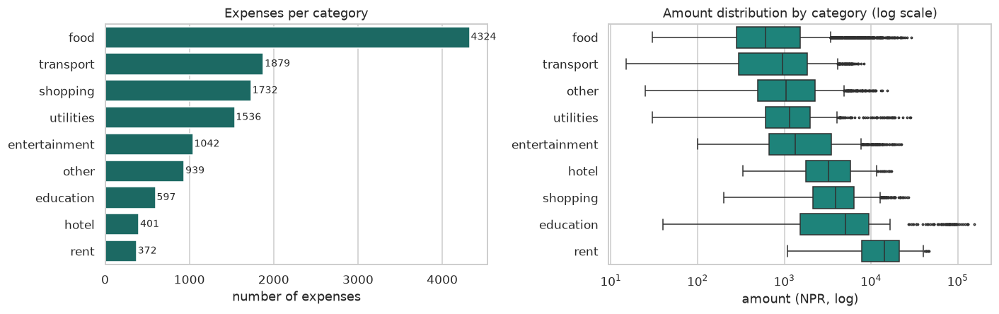 Expenses per category
food
4324
transport
1879
shopping
1732
utilities
1536
entertainment
1042
other
939
education
597
hotel
401
rent
372
0 1000 2000 3000 4000
number of expenses
Amount distribution by category (log scale)
food
transport
other
utilities
entertainment
hotel
shopping
education
rent
10¹ 10² 10³ 10⁴ 10⁵
amount (NPR, log)